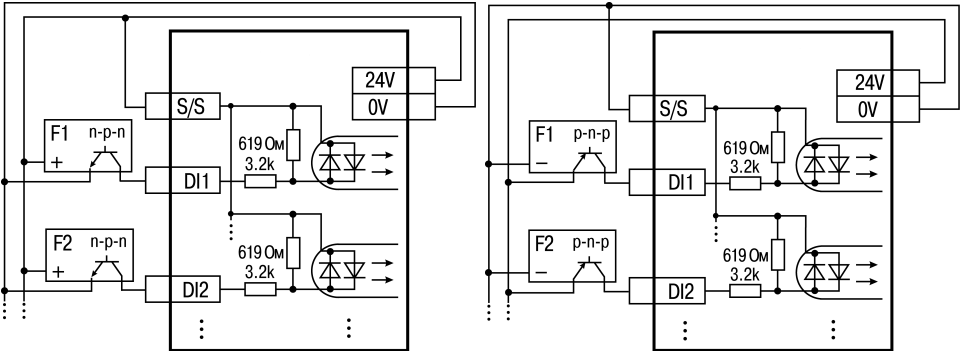 24V
0V
S/S
F1 n-p-n
+
619 Ом
3.2k
DI1
F2 n-p-n
+
619 Ом
3.2k
DI2
24V
0V
S/S
F1 p-n-p
−
619 Ом
3.2k
DI1
F2 p-n-p
−
619 Ом
3.2k
DI2